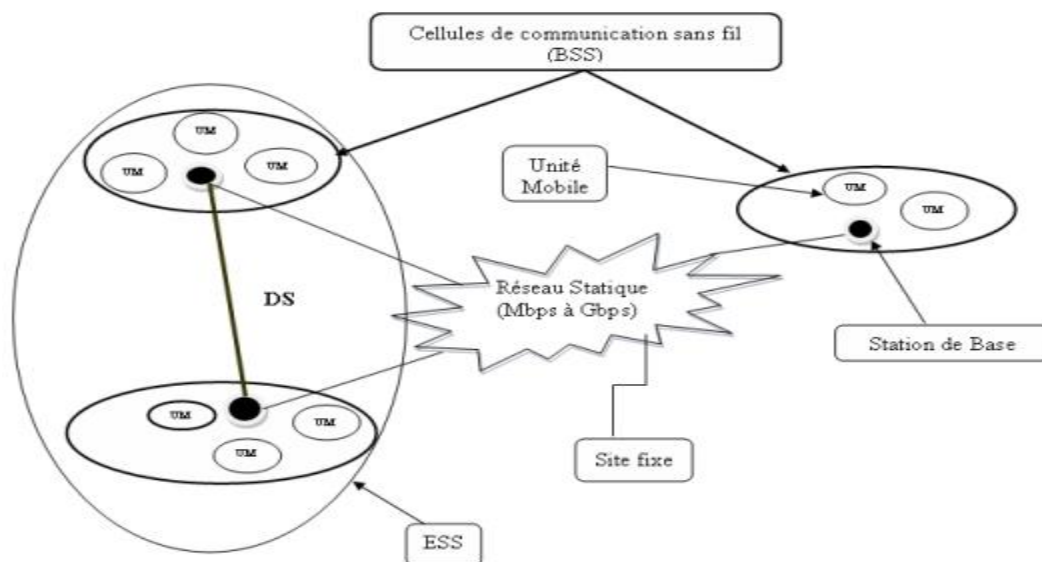 Cellules de communication sans fil
(BSS)
UM
UM
UM
Unité
Mobile
UM
UM
DS
Réseau Statique
(Mbps à Gbps)
Station de Base
UM
UM
UM
Site fixe
ESS